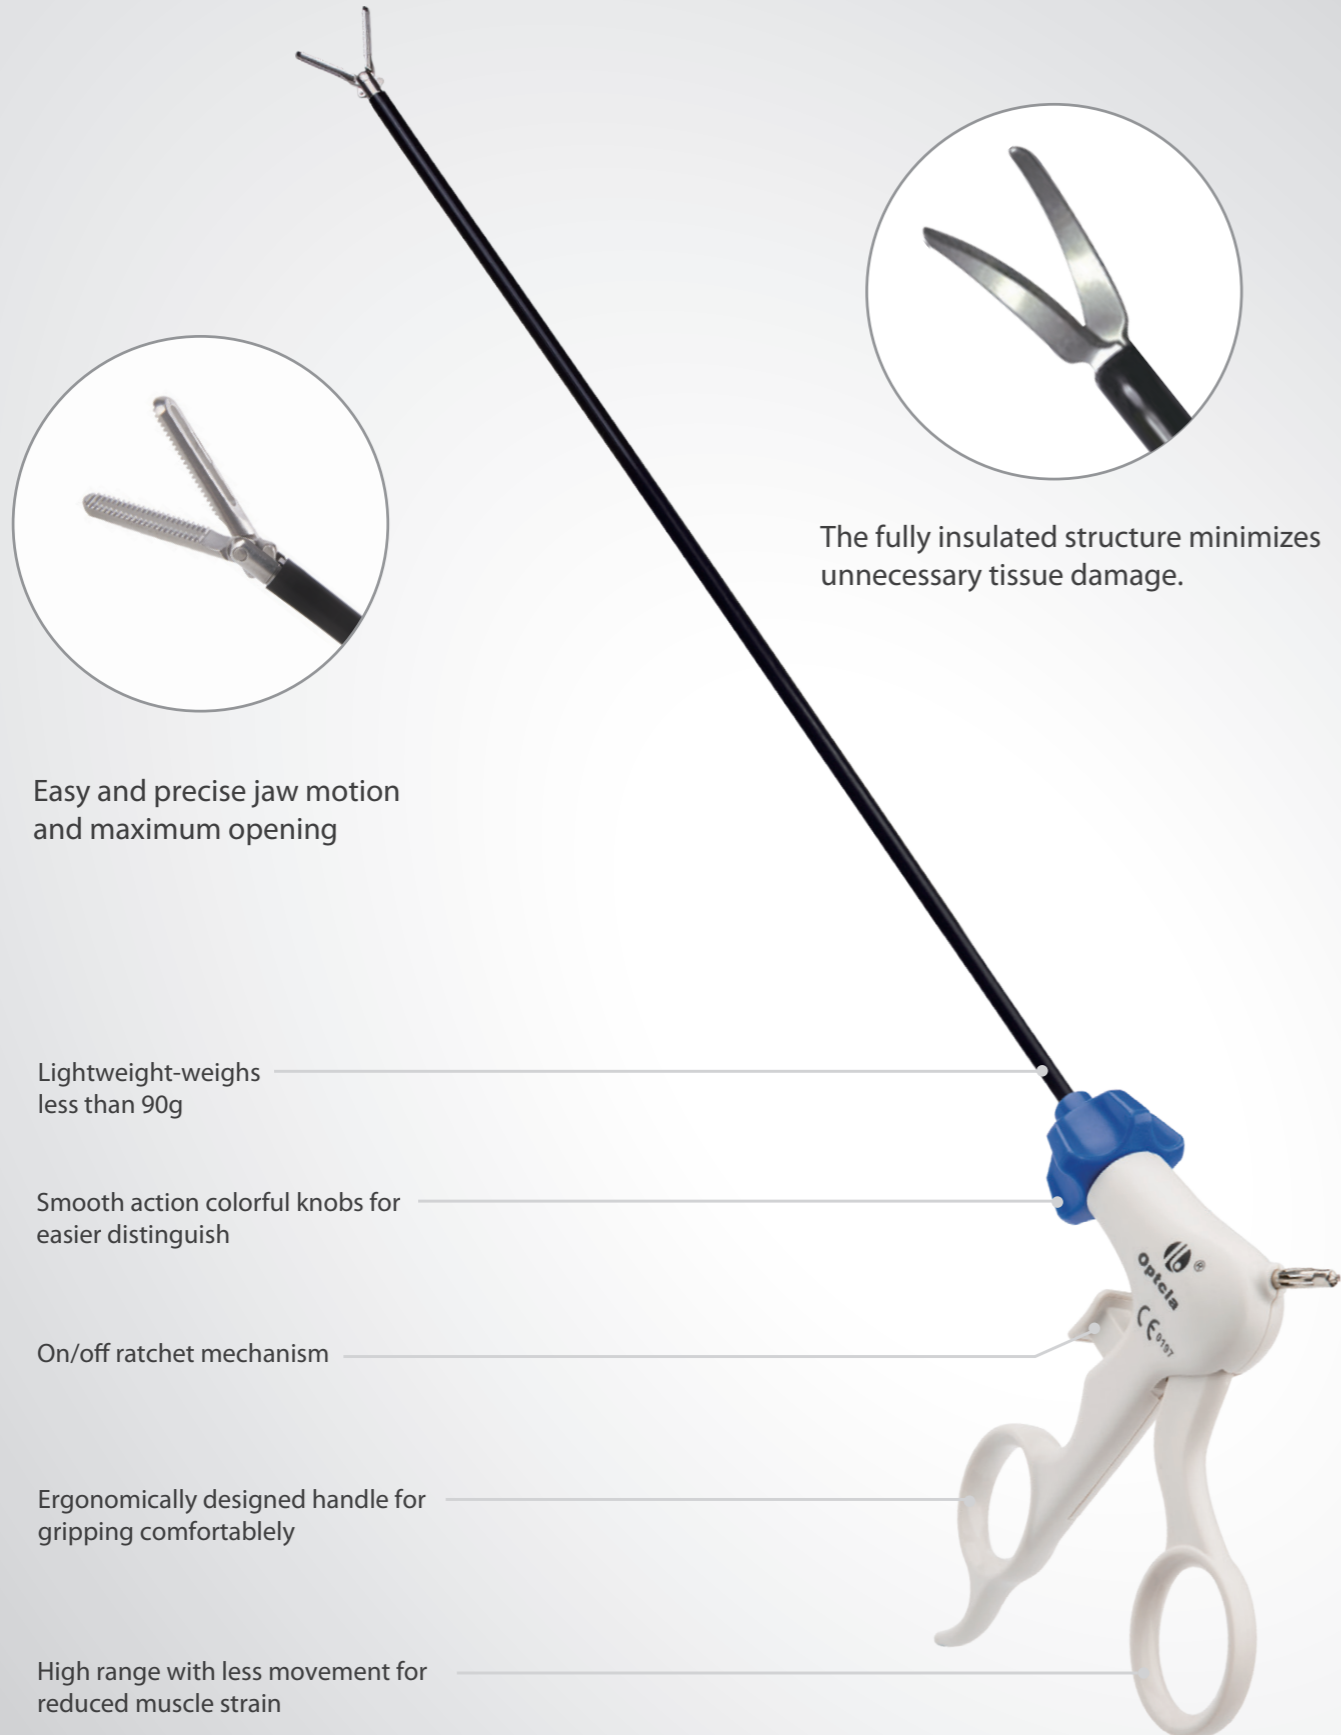 The fully insulated structure minimizes
unnecessary tissue damage.
Easy and precise jaw motion
and maximum opening
Lightweight-weighs
less than 90g
Smooth action colorful knobs for
easier distinguish
On/off ratchet mechanism
Ergonomically designed handle for
gripping comfortablely
High range with less movement for
reduced muscle strain
®
Optcla
CE 0197